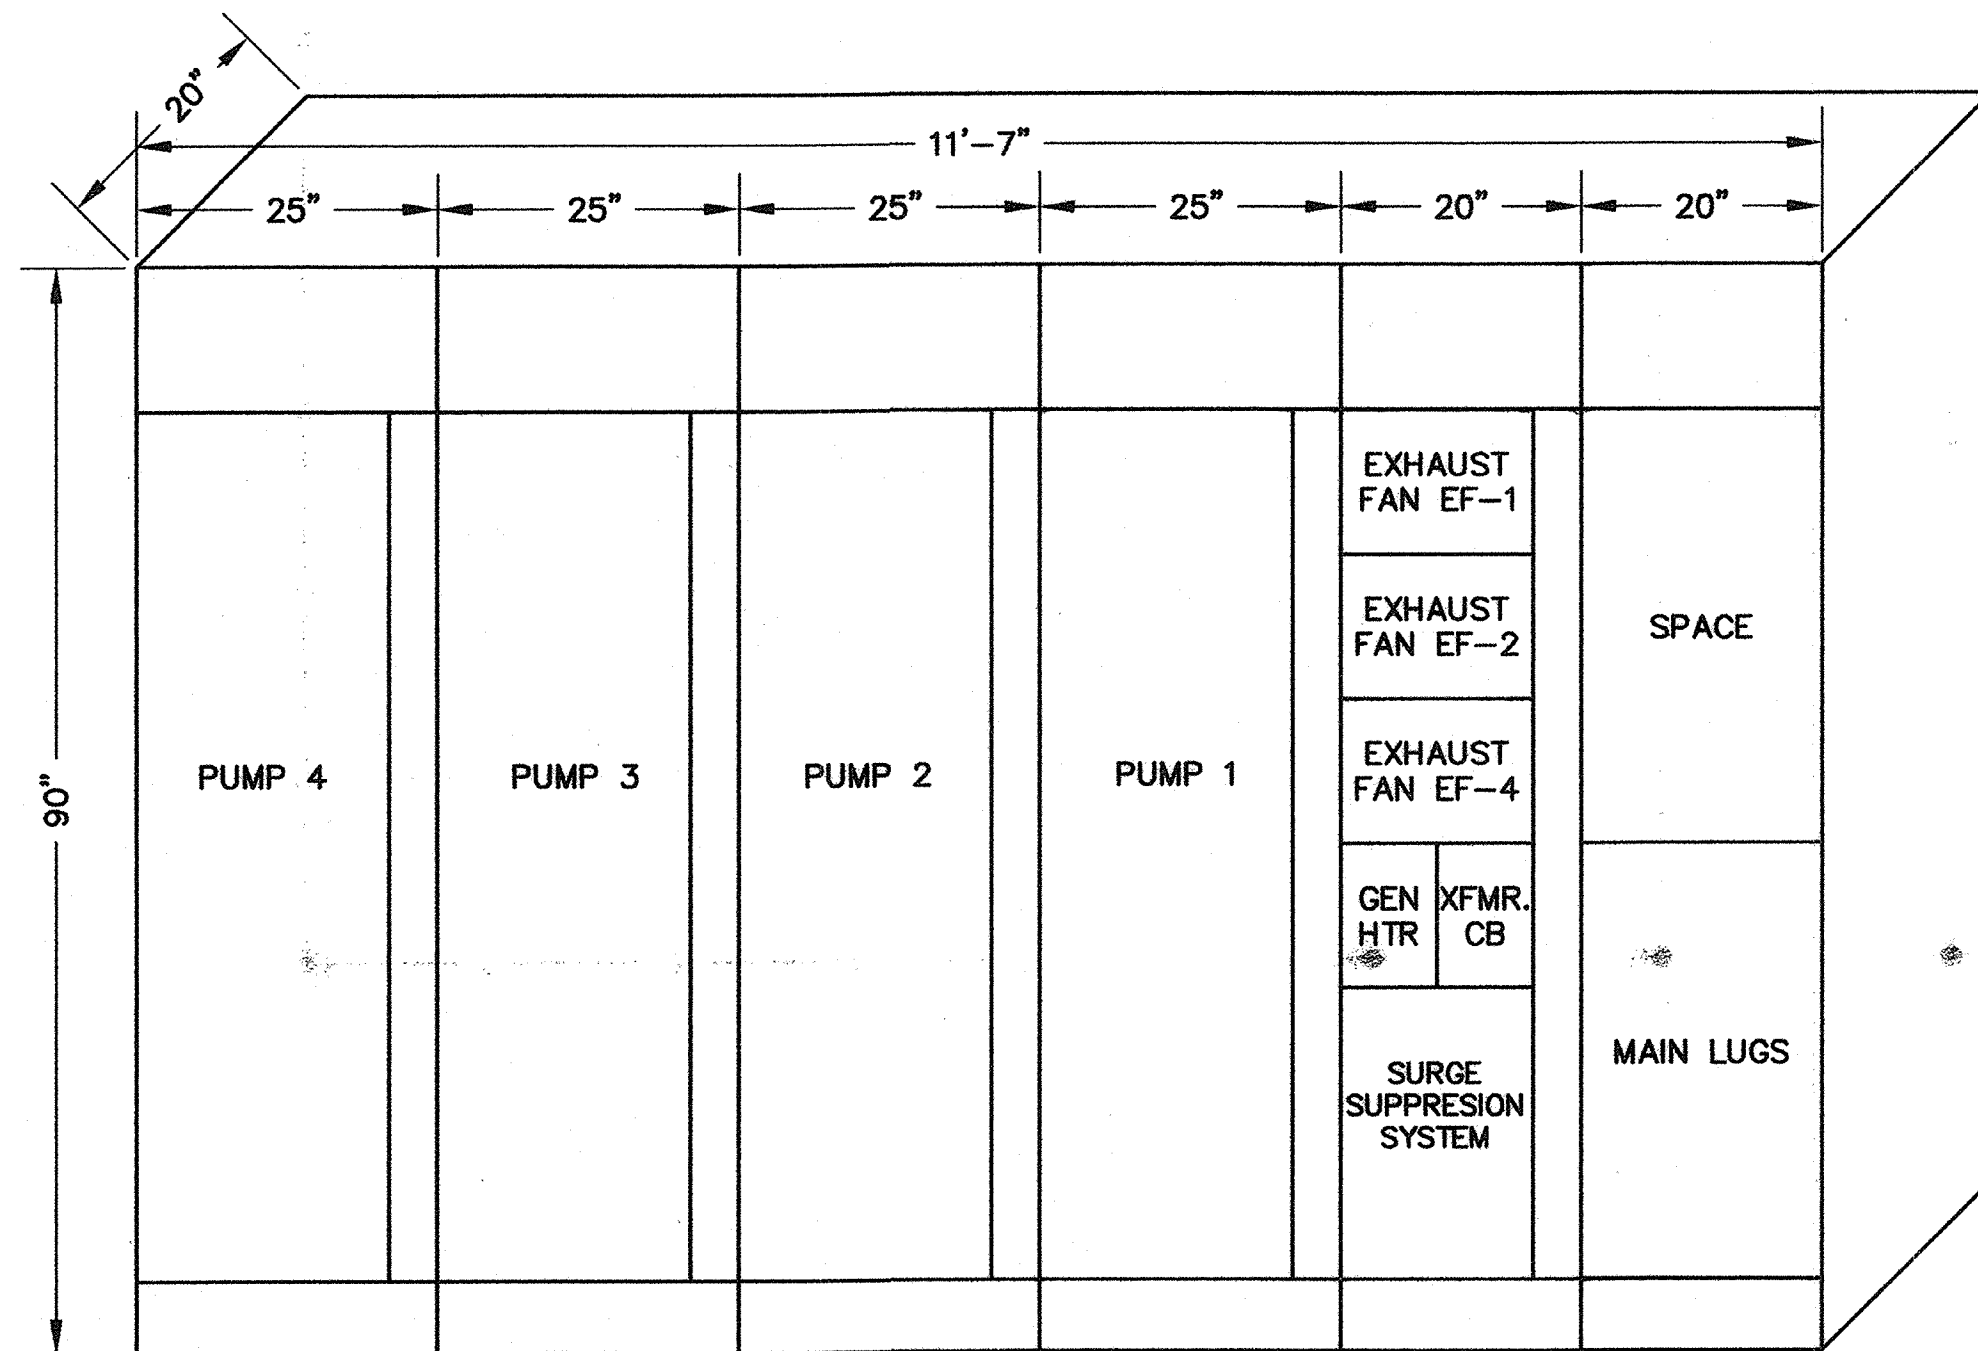 20"
11'-7"
25"
25"
25"
25"
20"
20"
90"
PUMP 4
PUMP 3
PUMP 2
PUMP 1
EXHAUST
FAN EF-1
EXHAUST
FAN EF-2
EXHAUST
FAN EF-4
GEN
HTR
XFMR.
CB
SURGE
SUPPRESION
SYSTEM
SPACE
MAIN LUGS